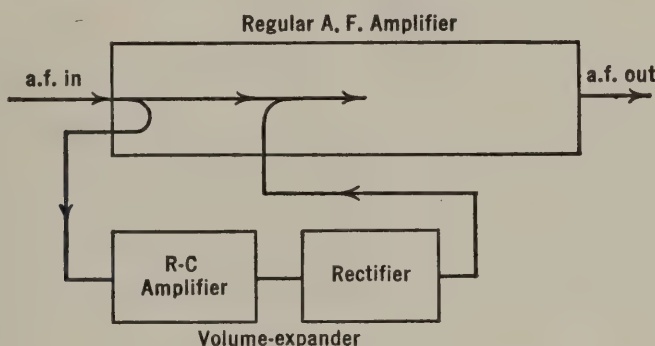 Regular A. F. Amplifier
a.f. in
a.f. out
R-C
Amplifier
Rectifier
Volume-expander